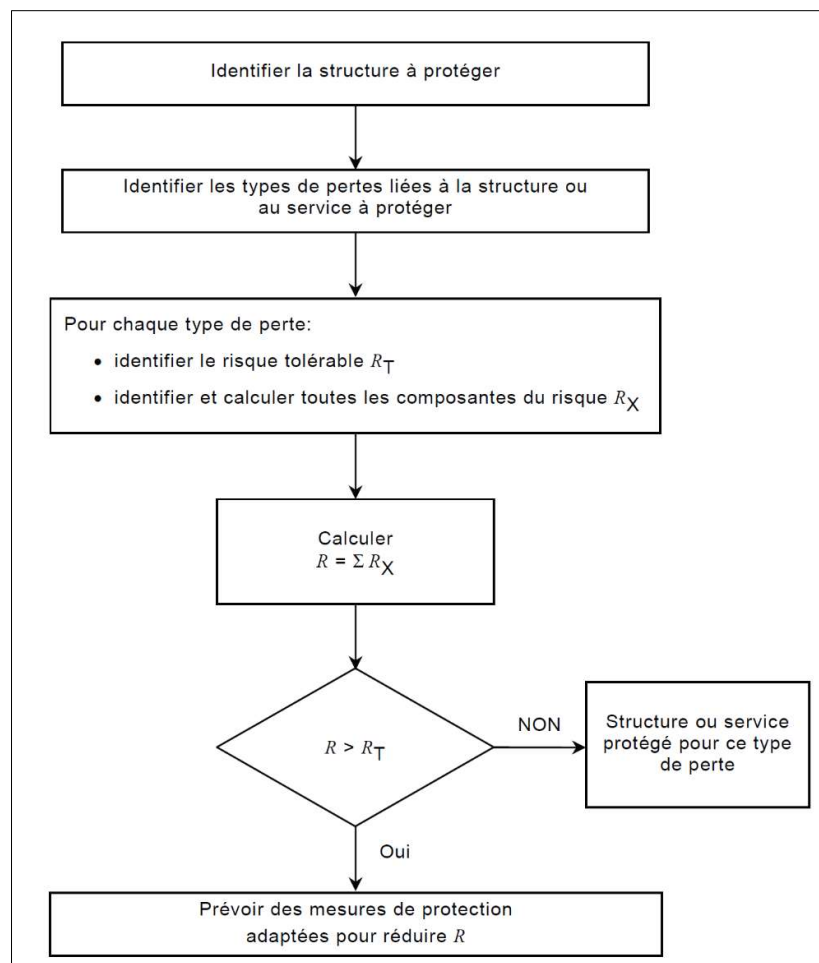 Identifier la structure à protéger
Identifier les types de pertes liées à la structure ou
au service à protéger
Pour chaque type de perte:
• identifier le risque tolérable RT
• identifier et calculer toutes les composantes du risque RX
Calculer
R = Σ RX
R > RT
NON
Structure ou service
protégé pour ce type
de perte
Oui
Prévoir des mesures de protection
adaptées pour réduire R